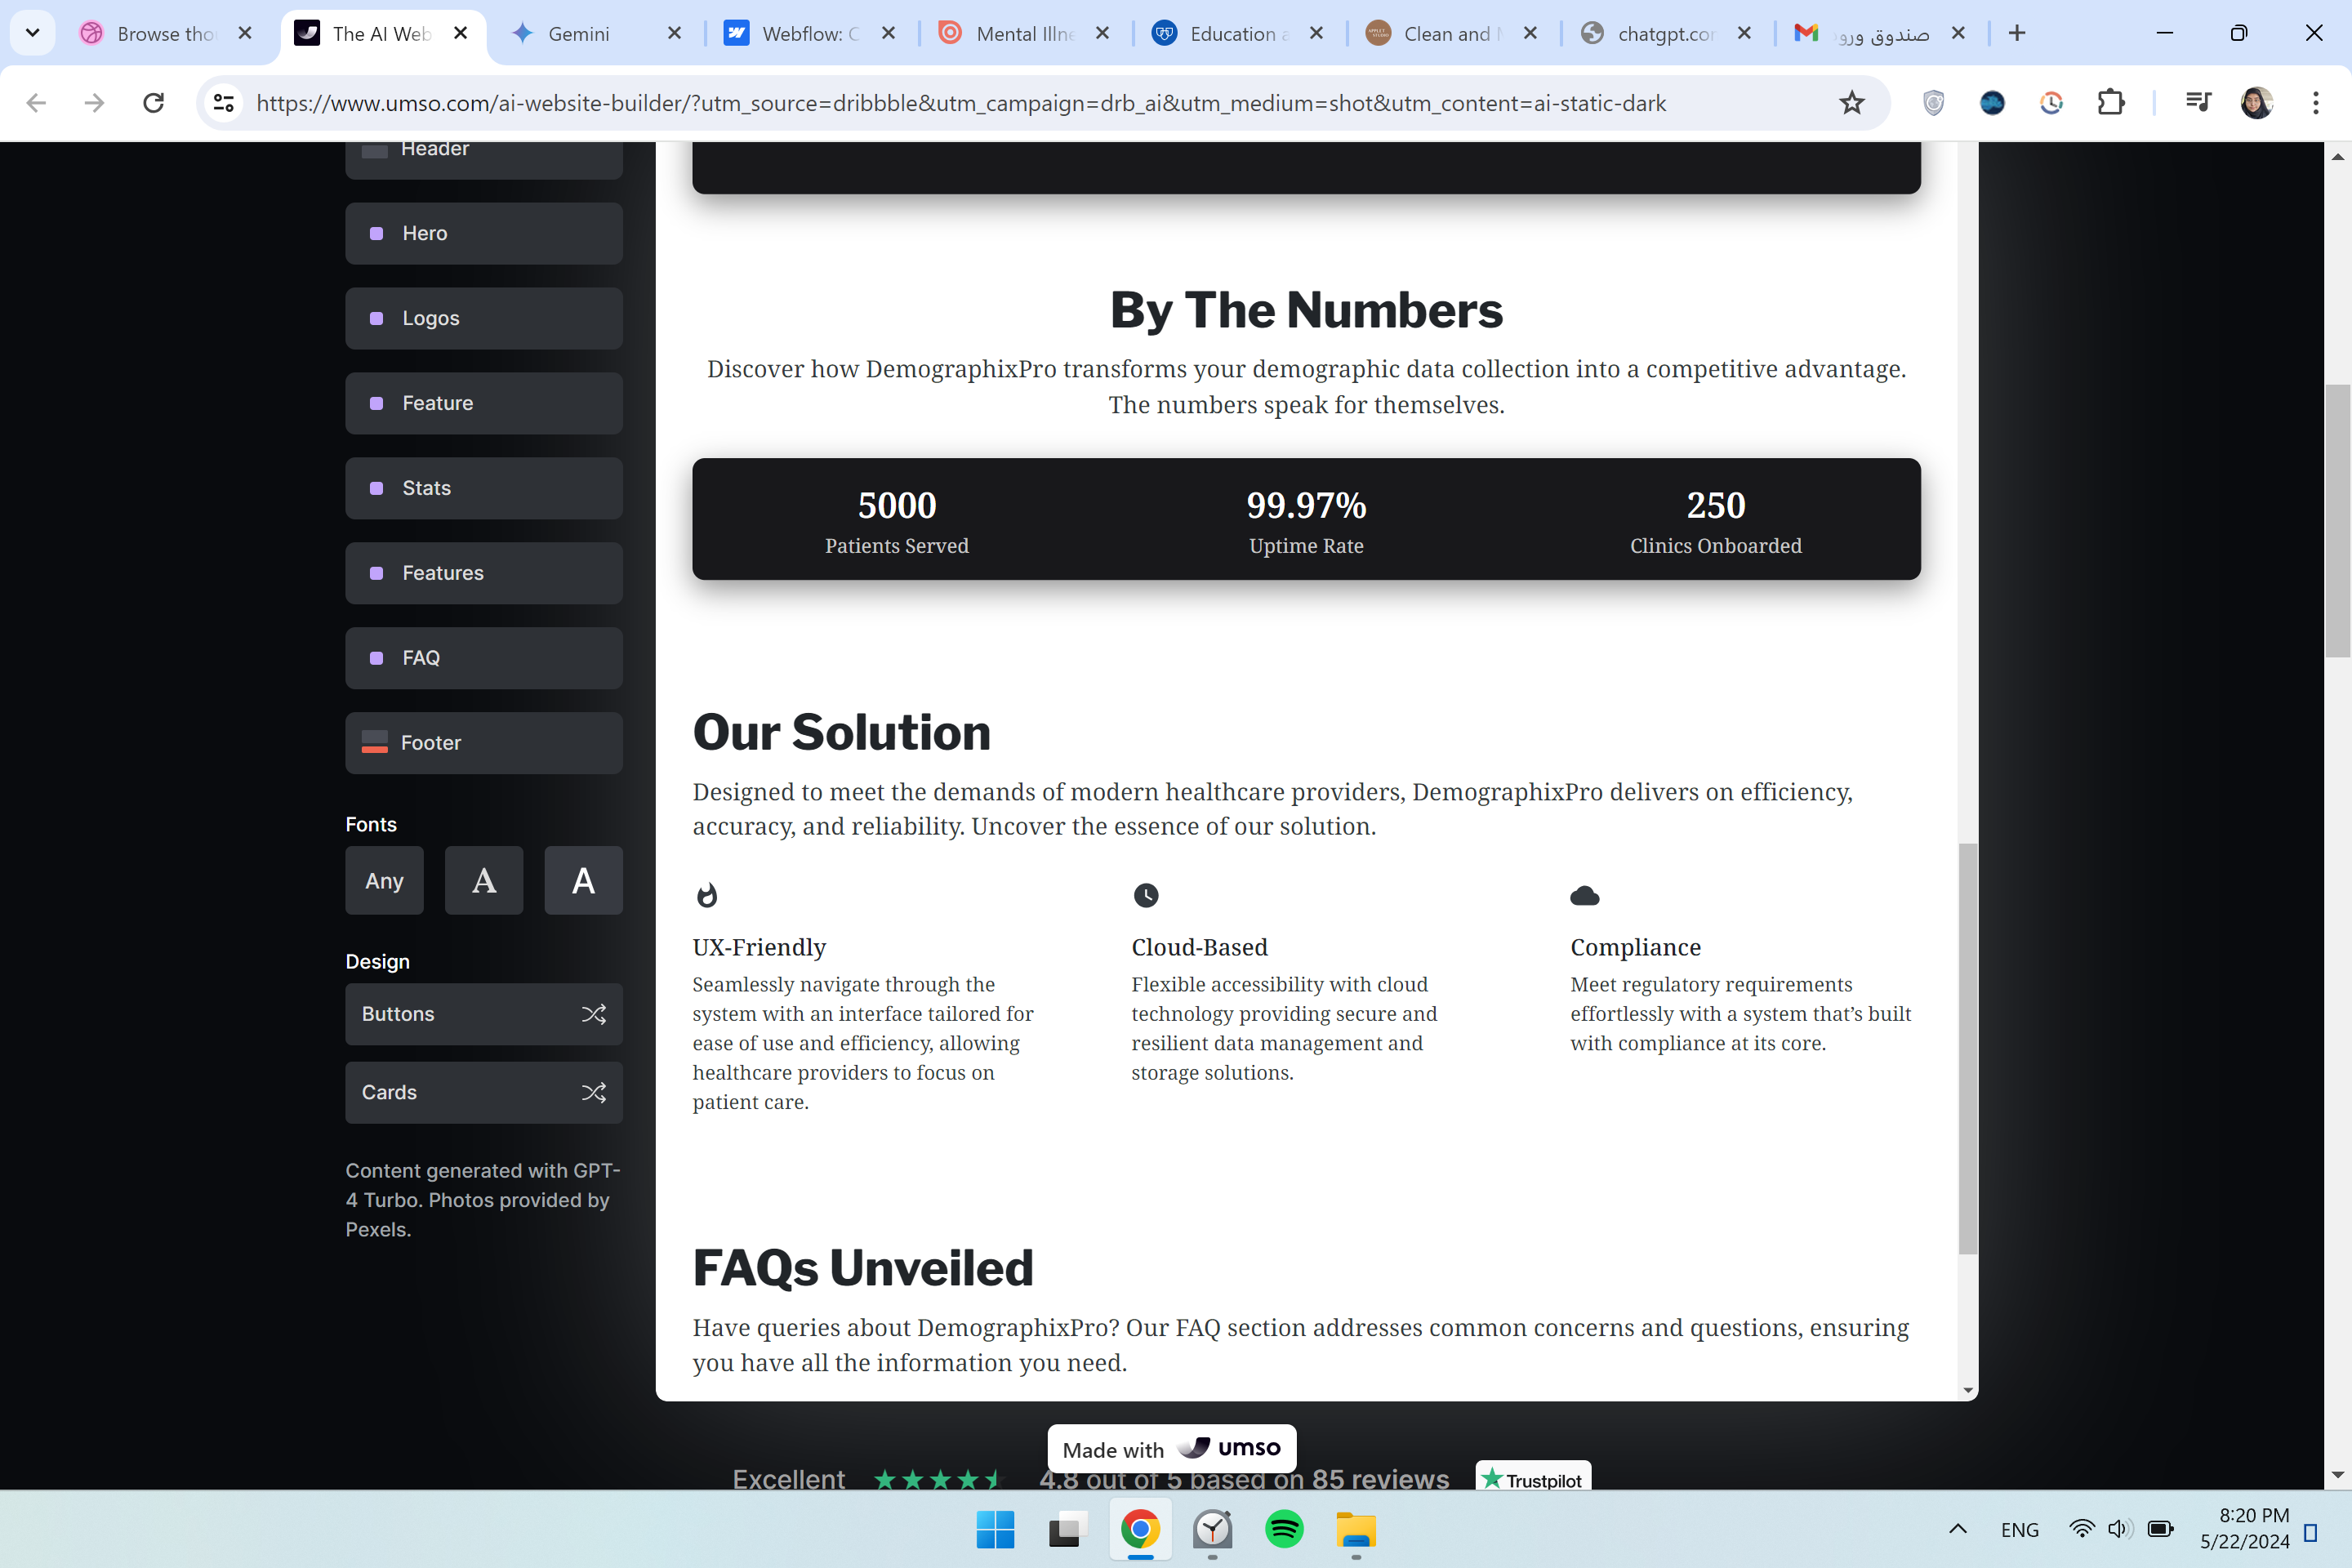 Browse tho
The AI Web
Gemini
Webflow: C
Mental Illne
Education a
Clean and
chatgpt.co
صندوق ورو
https://www.umso.com/ai-website-builder/?utm_source=dribbble&utm_campaign=drb_ai&utm_medium=shot&utm_content=ai-static-dark
Header
Hero
Logos
Feature
Stats
Features
FAQ
Footer
Fonts
Any
A
A
Design
Buttons
Cards
Content generated with GPT-
4 Turbo. Photos provided by
Pexels.
By The Numbers
Discover how DemographixPro transforms your demographic data collection into a competitive advantage.
The numbers speak for themselves.
5000
Patients Served
99.97%
Uptime Rate
250
Clinics Onboarded
Our Solution
Designed to meet the demands of modern healthcare providers, DemographixPro delivers on efficiency,
accuracy, and reliability. Uncover the essence of our solution.
UX-Friendly
Seamlessly navigate through the
system with an interface tailored for
ease of use and efficiency, allowing
healthcare providers to focus on
patient care.
Cloud-Based
Flexible accessibility with cloud
technology providing secure and
resilient data management and
storage solutions.
Compliance
Meet regulatory requirements
effortlessly with a system that’s built
with compliance at its core.
FAQs Unveiled
Have queries about DemographixPro? Our FAQ section addresses common concerns and questions, ensuring
you have all the information you need.
Made with umso
Excellent
4.8 out of 5 based on 85 reviews
Trustpilot
ENG
8:20 PM
5/22/2024